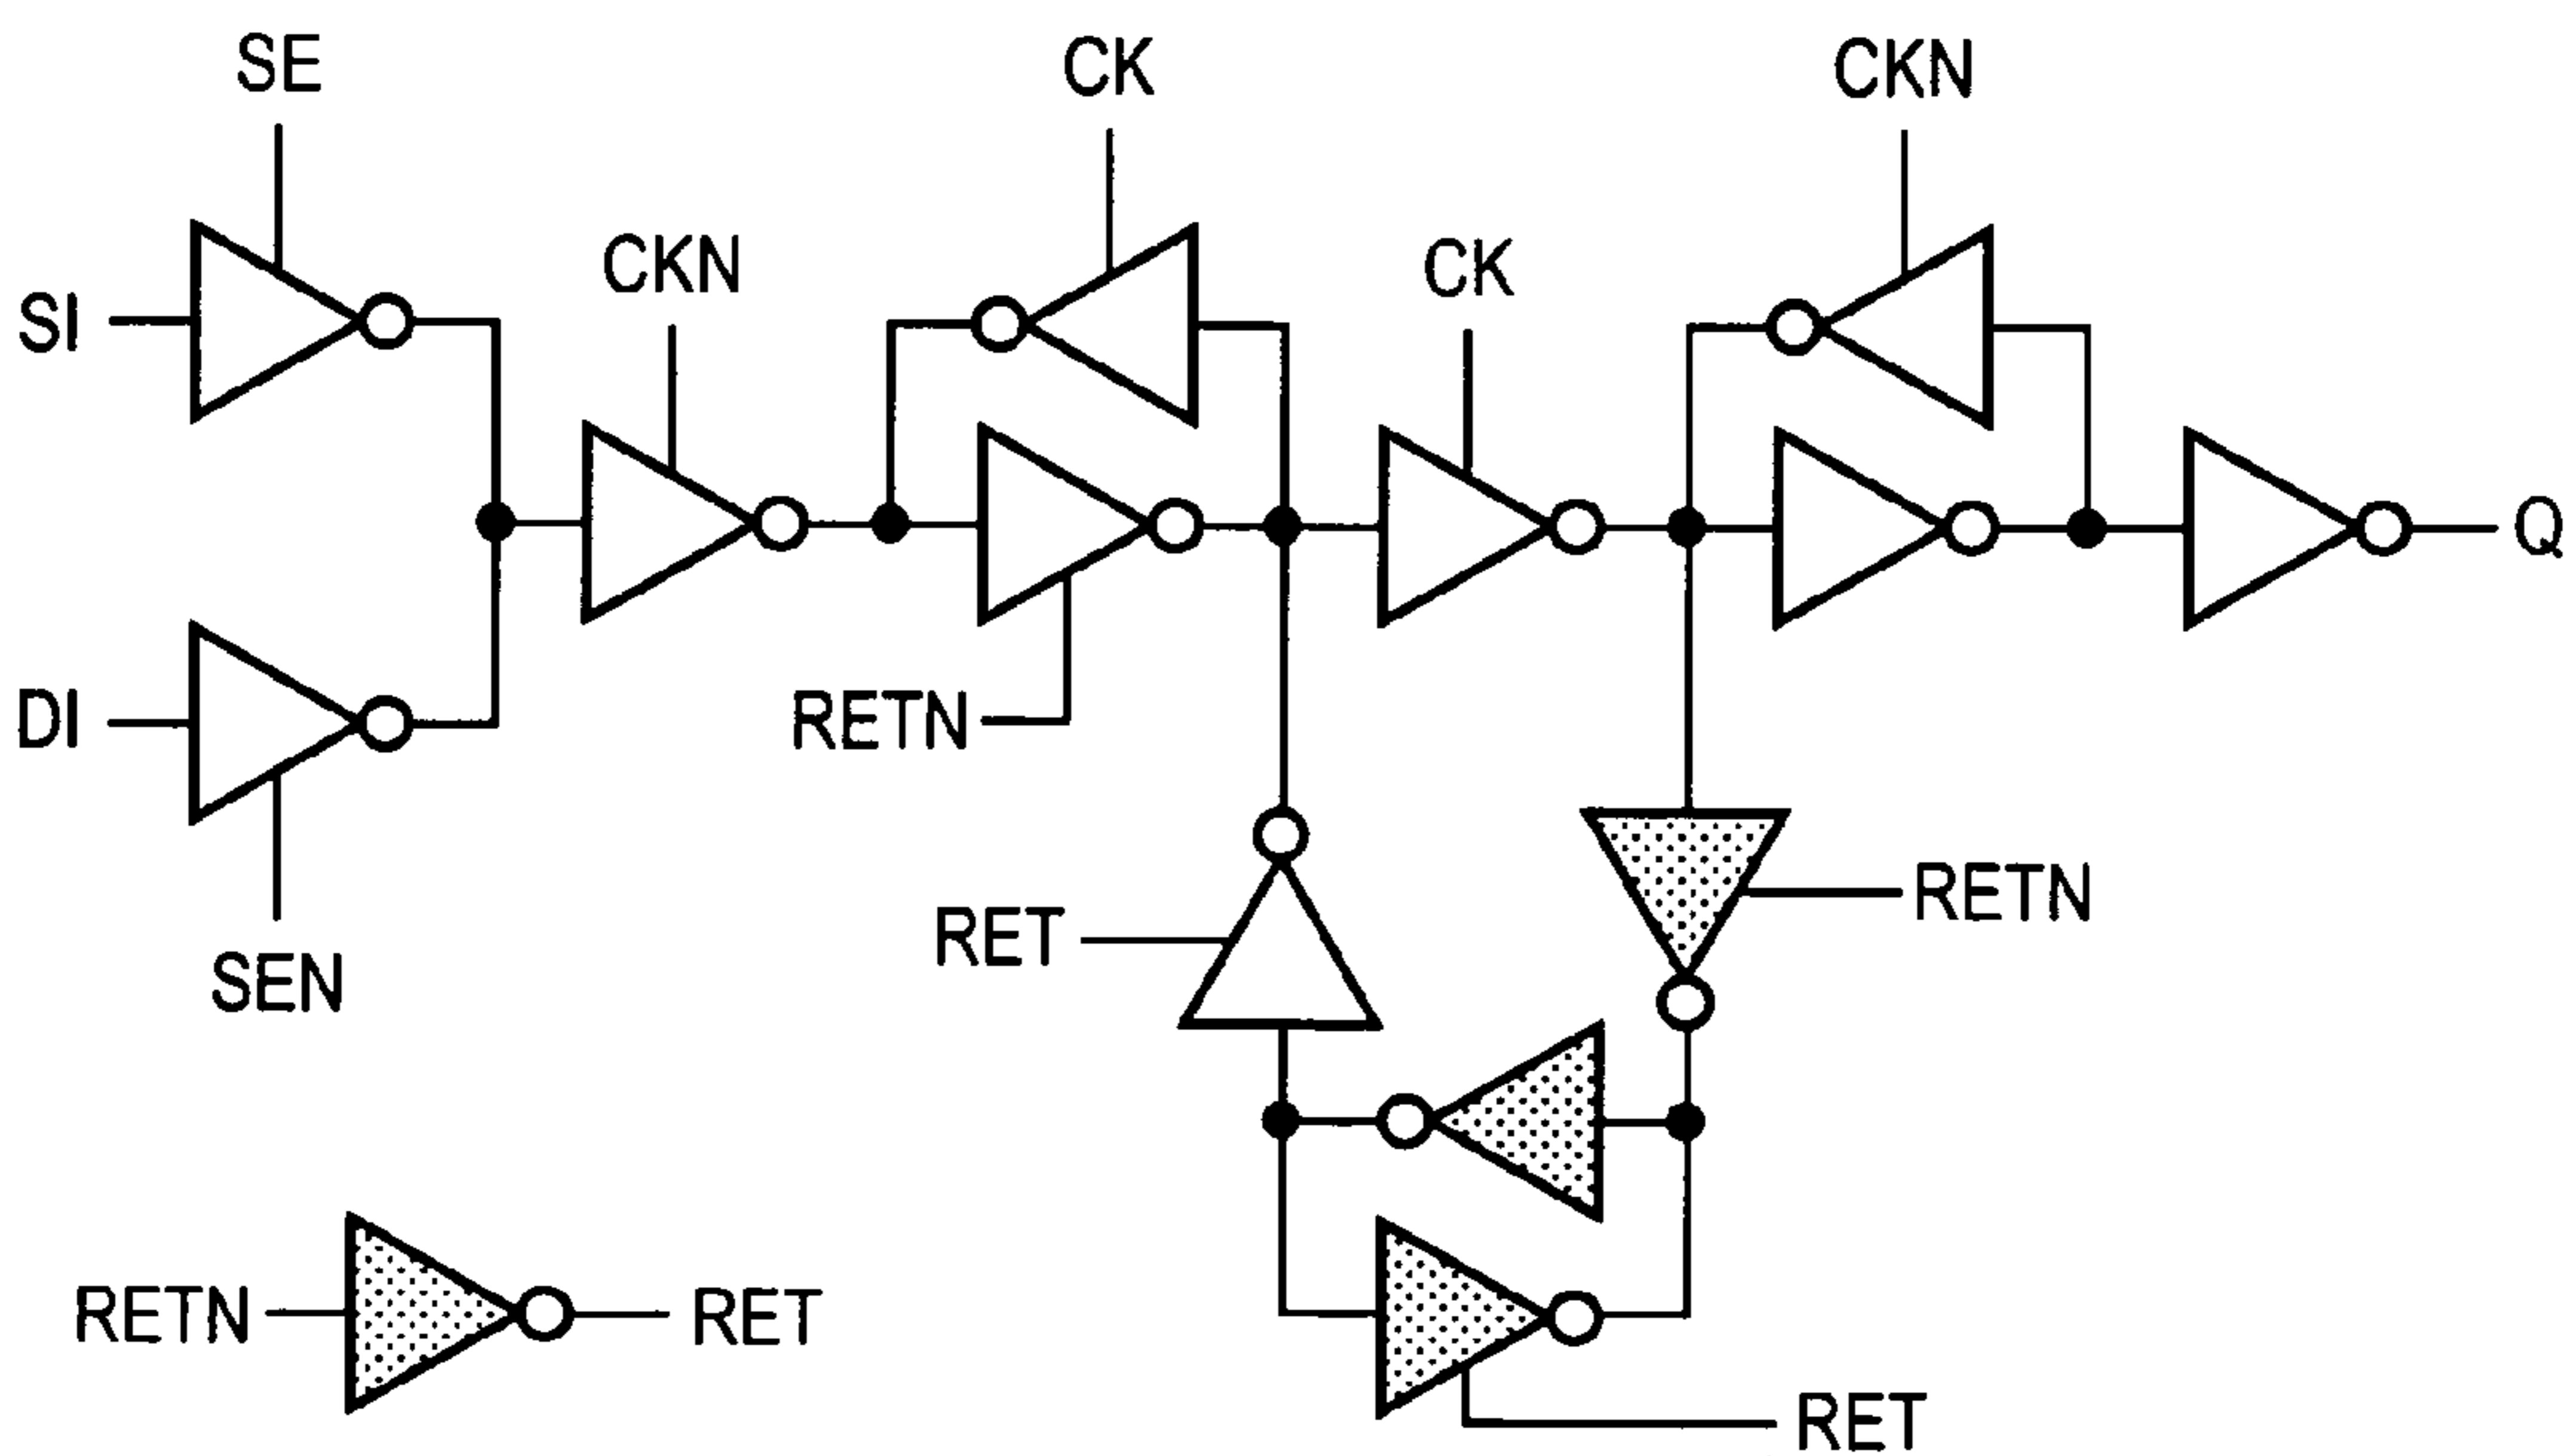 SE
CK
CKN
CKN
CK
SI
Q
DI
RETN
RETN
RET
SEN
RETN
RET
RET